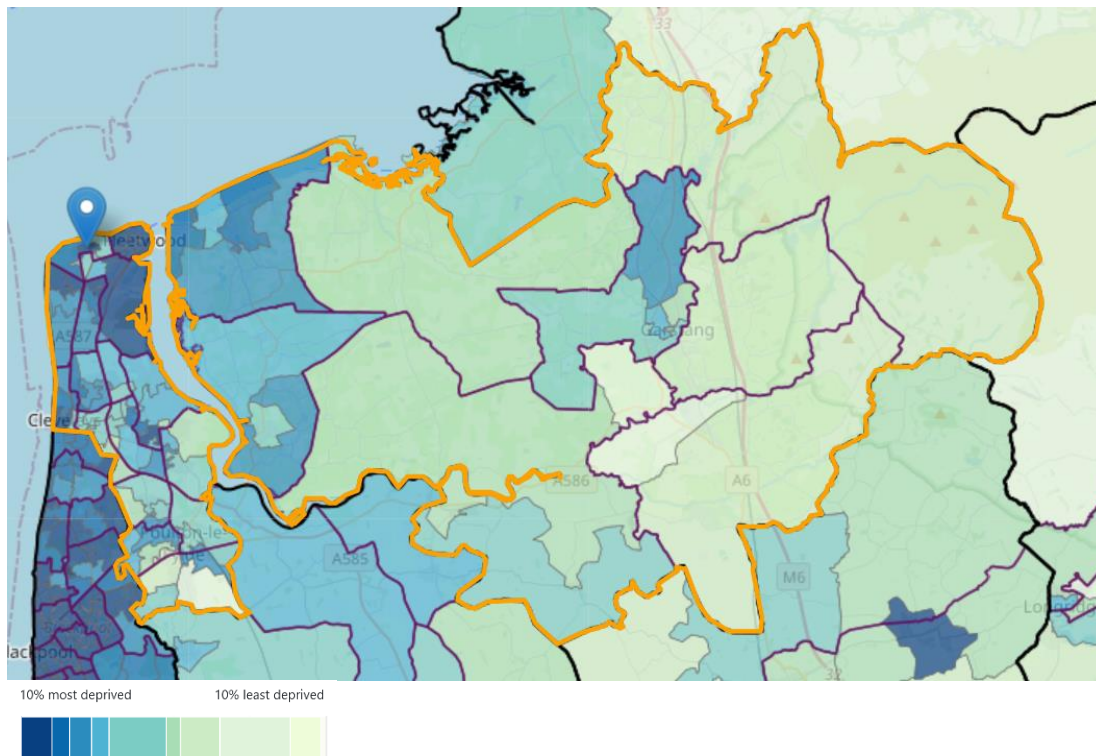 33
Fleetwood
A587
Garstang
Cleveleys
A586
A6
Poulton-le-
Fylde
A585
M6
Longridge
Blackpool
32
10% most deprived 10% least deprived